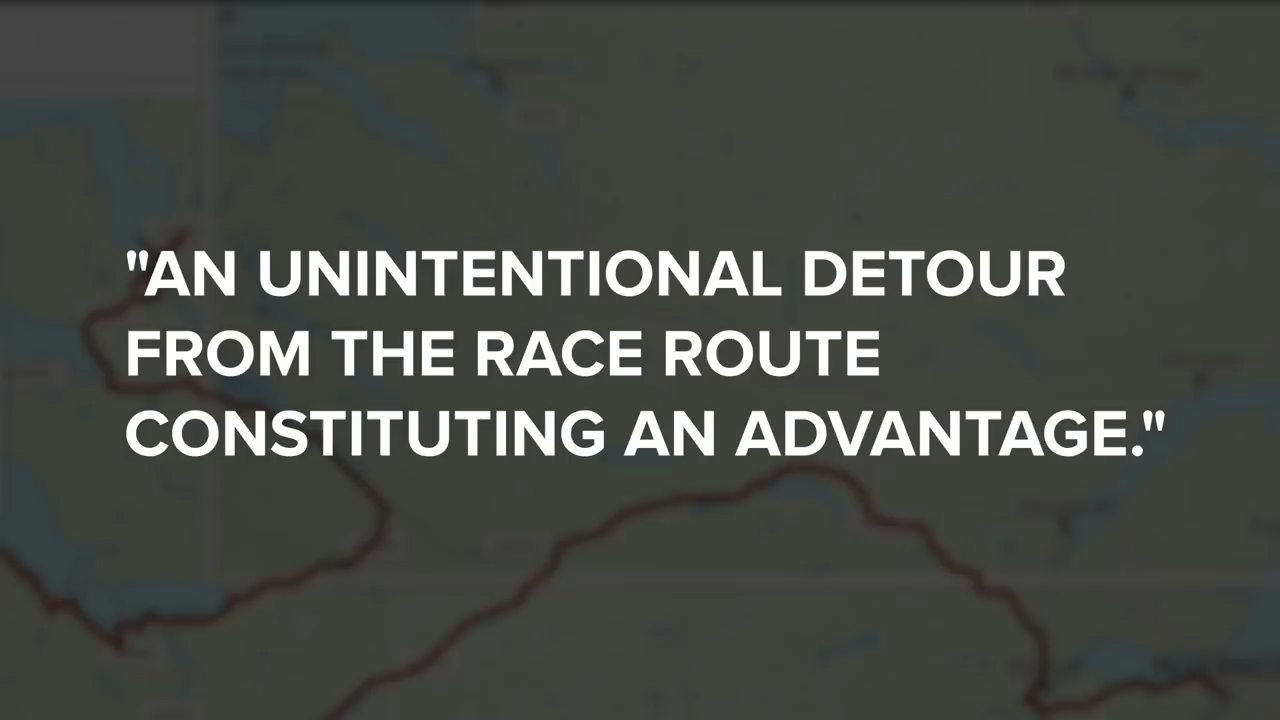 "AN UNINTENTIONAL DETOUR
FROM THE RACE ROUTE
CONSTITUTING AN ADVANTAGE."